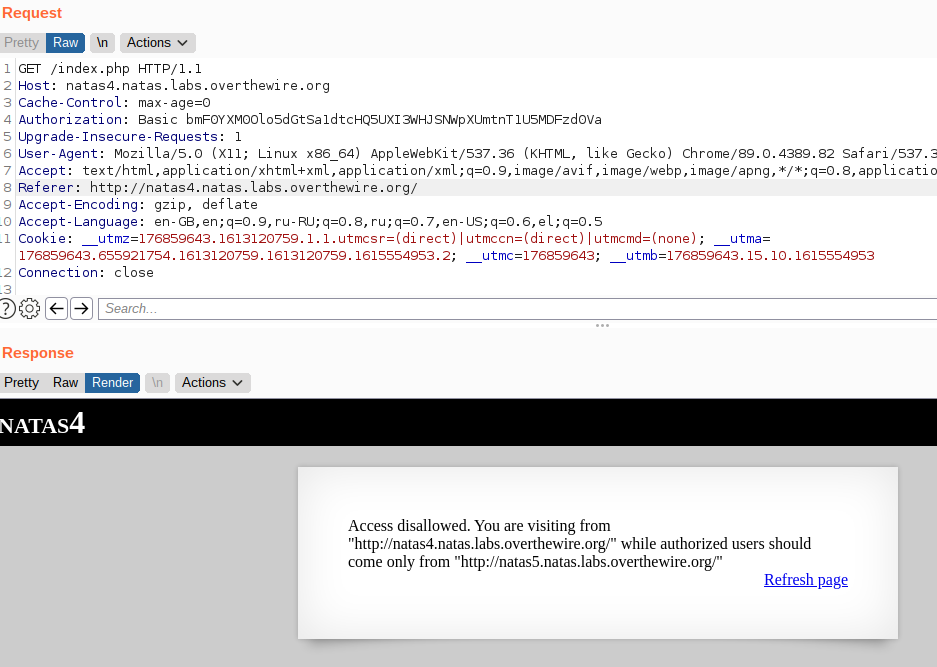 Request
Pretty Raw \n Actions
1 GET /index.php HTTP/1.1
2 Host: natas4.natas.labs.overthewire.org
3 Cache-Control: max-age=0
4 Authorization: Basic
5 Upgrade-Insecure-Requests: 1
6 User-Agent: Mozilla/5.0 (X11; Linux x86_64) AppleWebKit/537.36 (KHTML, like Gecko) Chrome/89.0.4389.82 Safari/537.3
7 Accept: text/html,application/xhtml+xml,application/xml;q=0.9,image/avif,image/webp,image/apng,*/*;q=0.8,applicatio
8 Referer: http://natas4.natas.labs.overthewire.org/
9 Accept-Encoding: gzip, deflate
10 Accept-Language: en-GB,en;q=0.9,ru-RU;q=0.8,ru;q=0.7,en-US;q=0.6,el;q=0.5
11 Cookie: __utmz=176859643.1613120759.1.1.utmcsr=(direct)|utmccn=(direct)|utmcmd=(none); __utma=
176859643.655921754.1613120759.1613120759.1615554953.2; __utmc=176859643; __utmb=176859643.15.10.1615554953
12 Connection: close
13
? Search...
Response
Pretty Raw Render \n Actions
NATAS4
Access disallowed. You are visiting from
"http://natas4.natas.labs.overthewire.org/" while authorized users should
come only from "http://natas5.natas.labs.overthewire.org/"
Refresh page